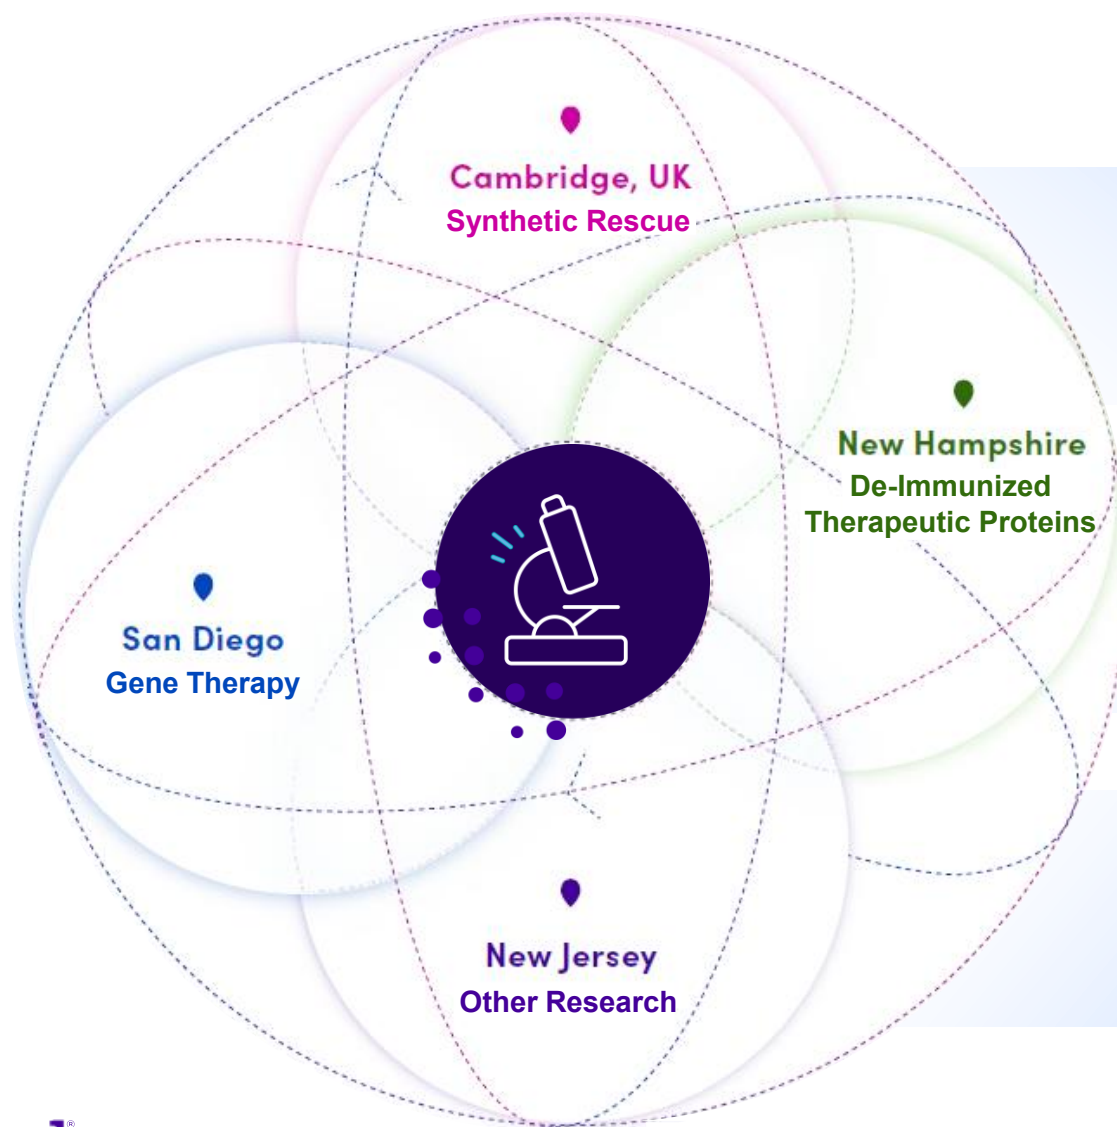 Cambridge, UK
Synthetic Rescue
New Hampshire
De-Immunized
Therapeutic Proteins
San Diego
Gene Therapy
New Jersey
Other Research
®